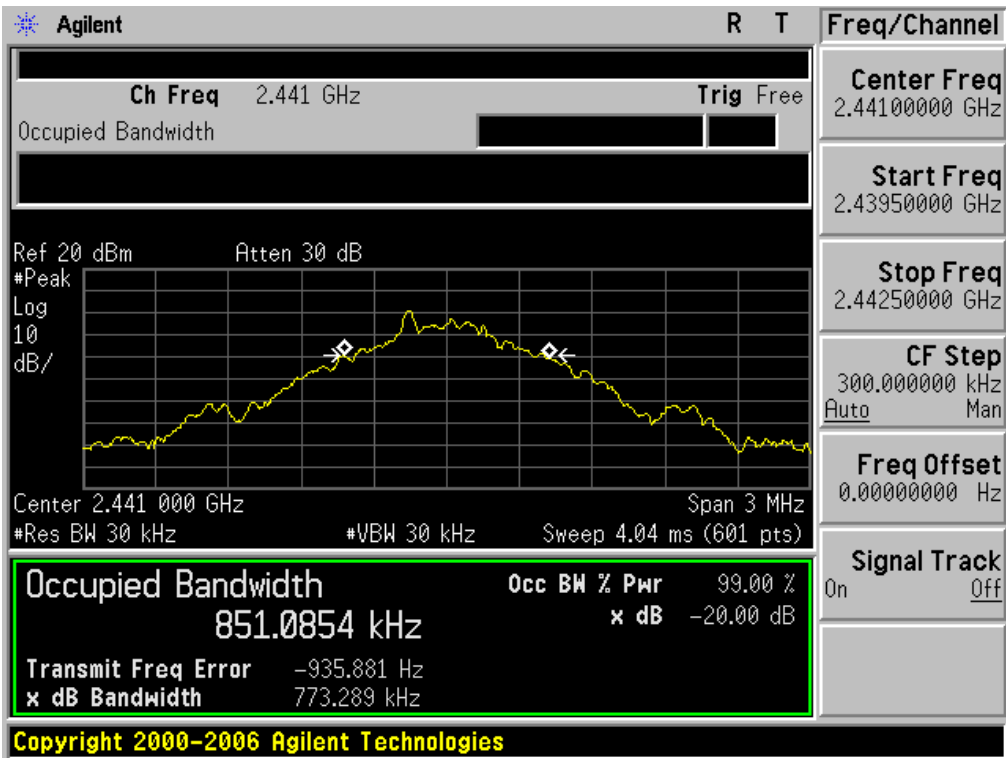 Agilent R T Freq/Channel
Ch Freq 2.441 GHz Trig Free
Occupied Bandwidth
Center Freq
2.44100000 GHz
Start Freq
2.43950000 GHz
Stop Freq
2.44250000 GHz
CF Step
300.000000 kHz
Auto Man
Freq Offset
0.00000000 Hz
Signal Track
On Off
Ref 20 dBm Atten 30 dB
#Peak
Log
10
dB/
Center 2.441 000 GHz Span 3 MHz
#Res BW 30 kHz #VBW 30 kHz Sweep 4.04 ms (601 pts)
Occupied Bandwidth Occ BW % Pwr 99.00 %
851.0854 kHz x dB -20.00 dB
Transmit Freq Error -935.881 Hz
x dB Bandwidth 773.289 kHz
Copyright 2000-2006 Agilent Technologies